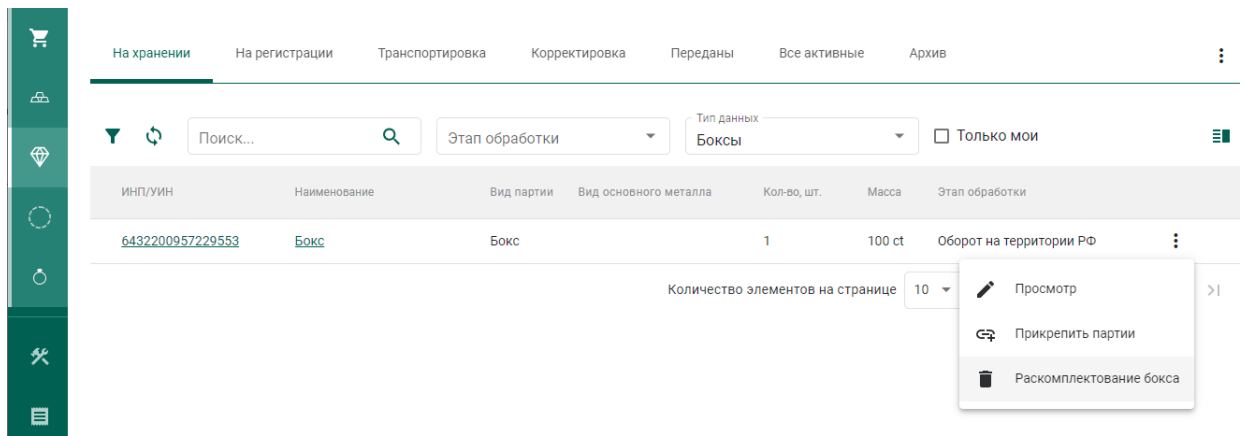 На хранении На регистрации Транспортировка Корректировка Переданы Все активные Архив
Тип данных
Поиск... Этап обработки Боксы Только мои
ИНП/УИН Наименование Вид партии Вид основного металла Кол-во, шт. Масса Этап обработки
6432200957229553 Бокс Бокс 1 100 ct Оборот на территории РФ
Количество элементов на странице 10 Просмотр
Прикрепить партии
Раскомплектование бокса